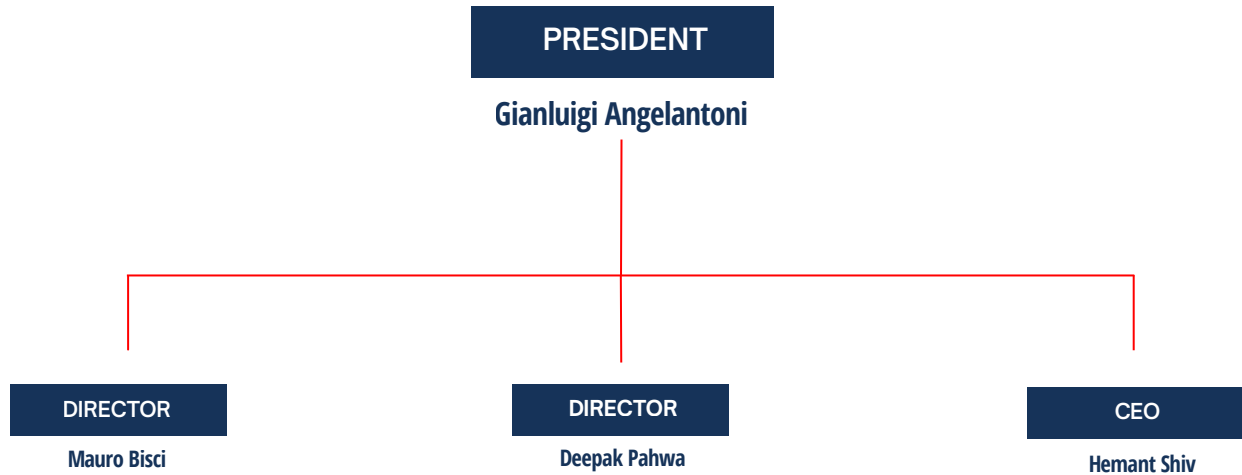 PRESIDENT
Gianluigi Angelantoni
DIRECTOR
Mauro Bisci
DIRECTOR
Deepak Pahwa
CEO
Hemant Shiv